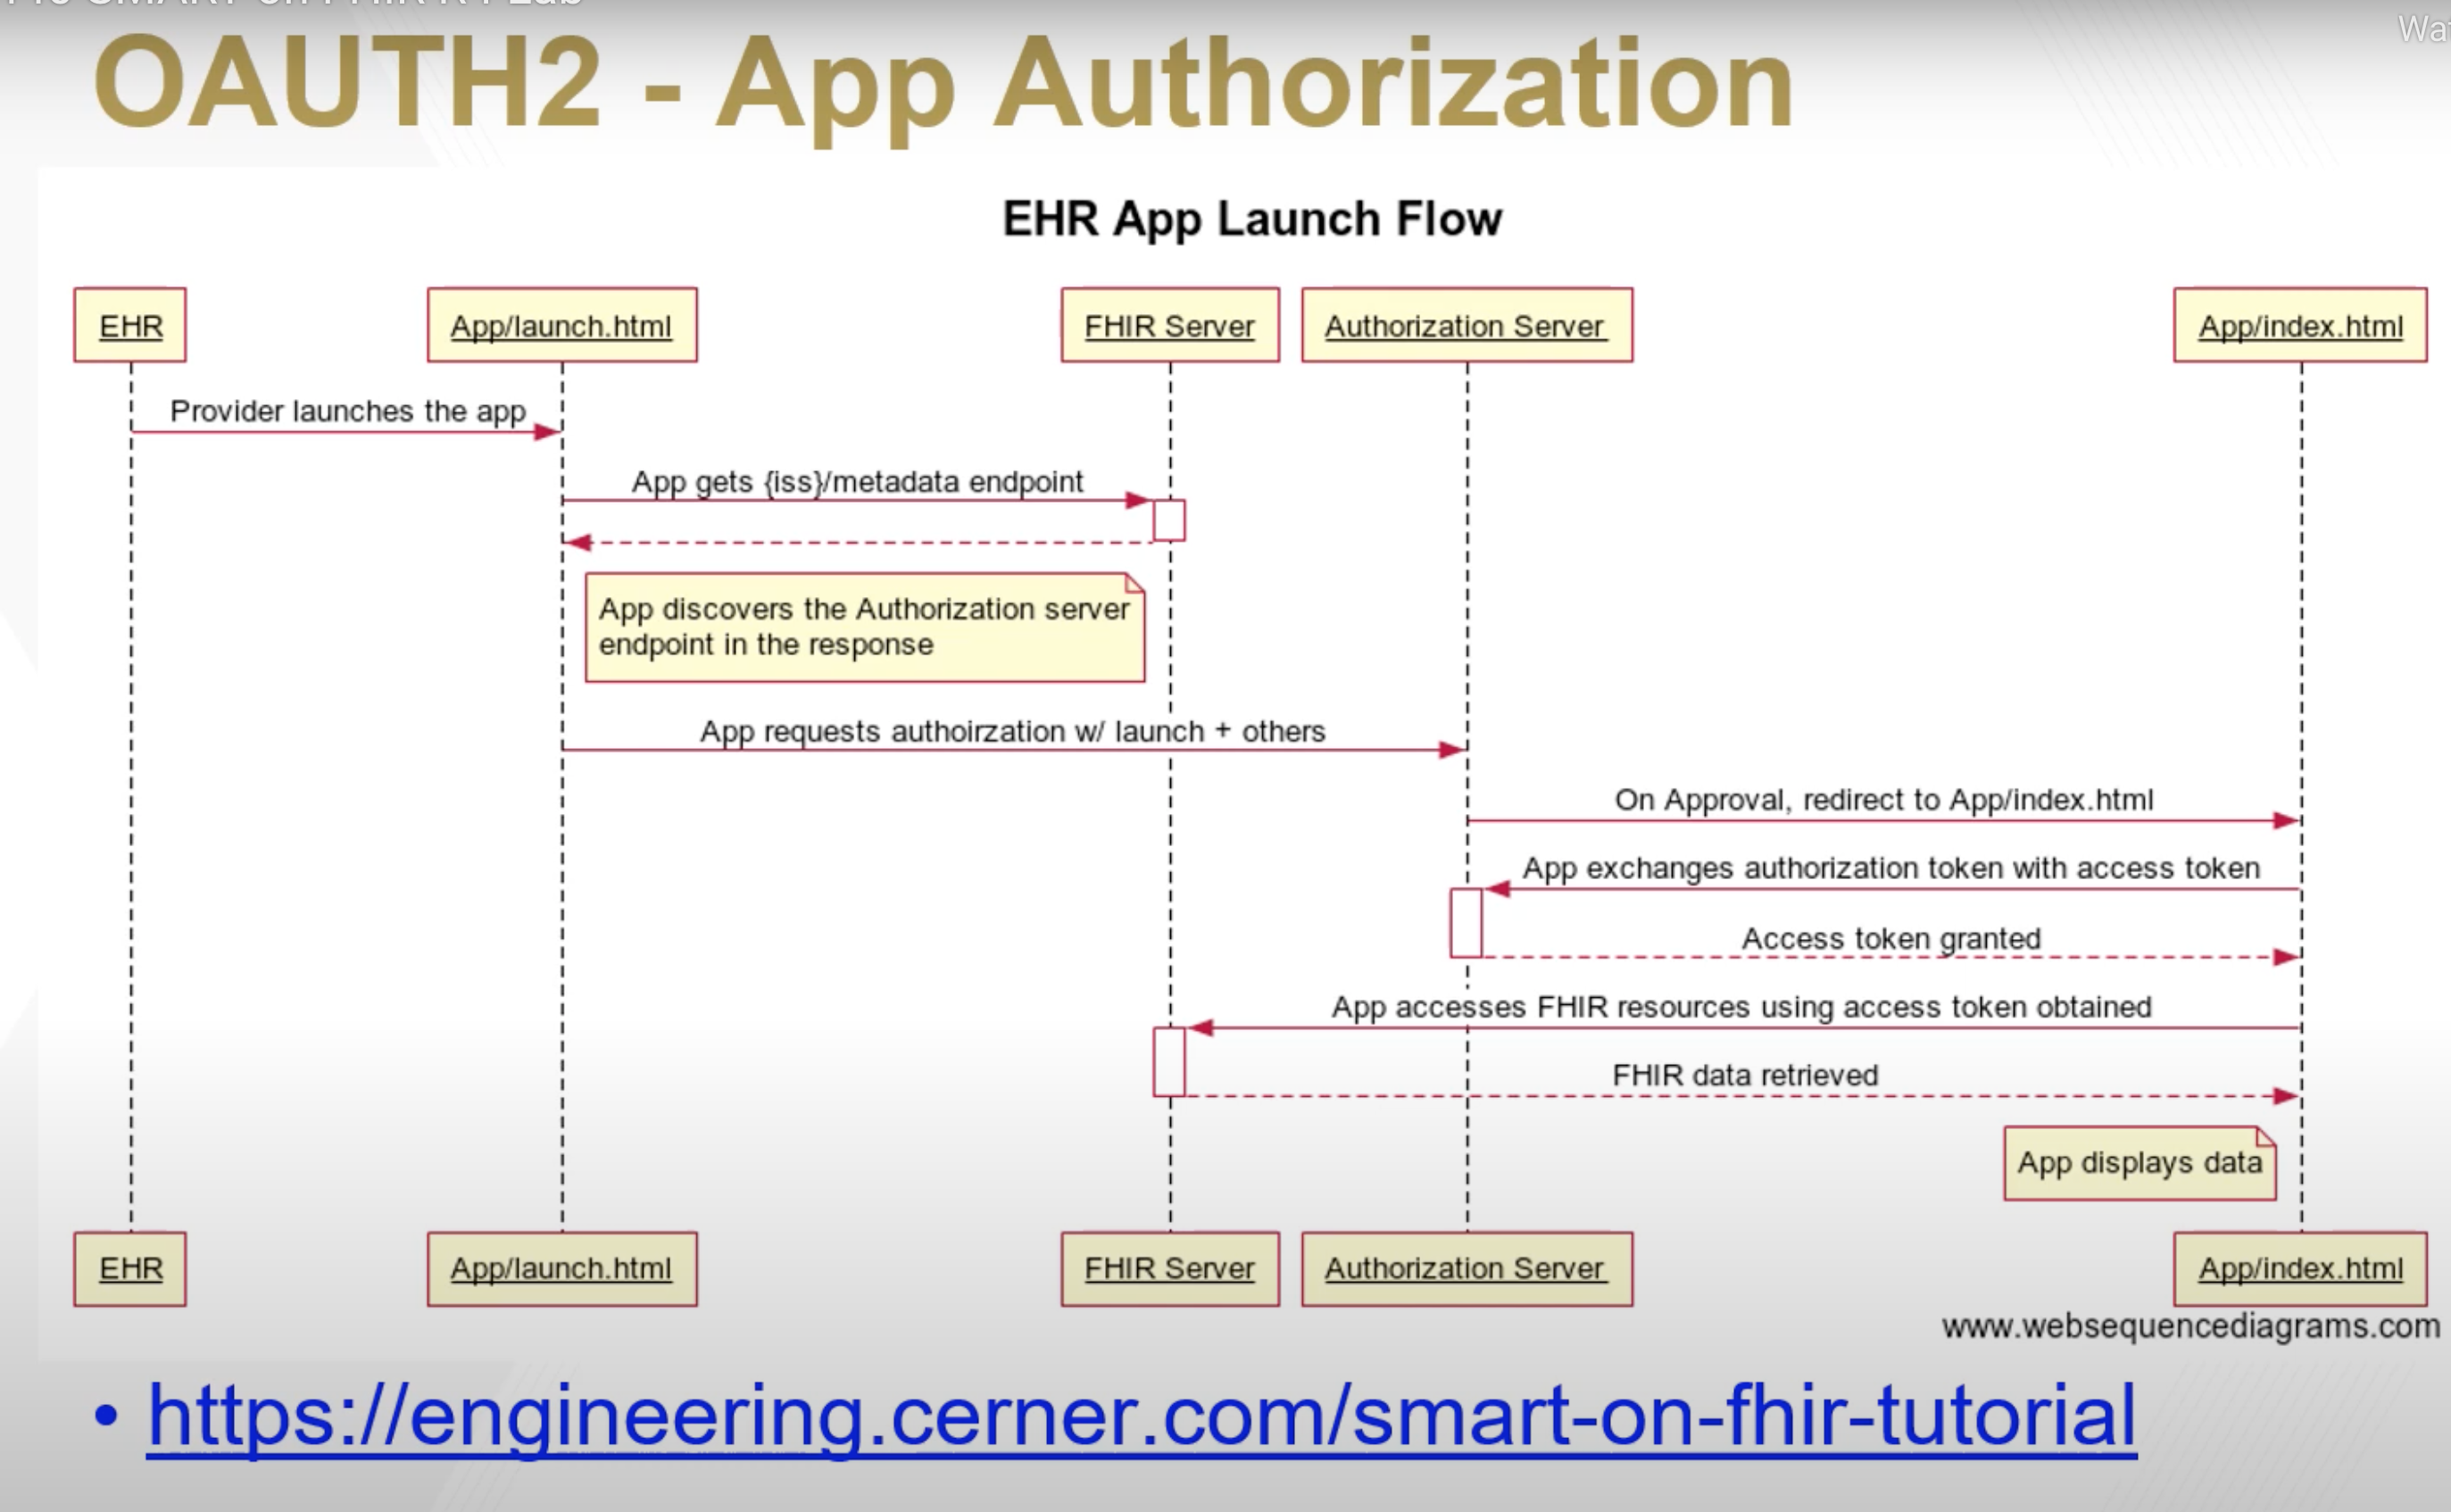 OAUTH2 - App Authorization
EHR App Launch Flow
EHR
App/launch.html
FHIR Server
Authorization Server
App/index.html
Provider launches the app
App gets {iss}/metadata endpoint
App discovers the Authorization server
endpoint in the response
App requests authoirzation w/ launch + others
On Approval, redirect to App/index.html
App exchanges authorization token with access token
Access token granted
App accesses FHIR resources using access token obtained
FHIR data retrieved
App displays data
EHR
App/launch.html
FHIR Server
Authorization Server
App/index.html
www.websequencediagrams.com
• https://engineering.cerner.com/smart-on-fhir-tutorial